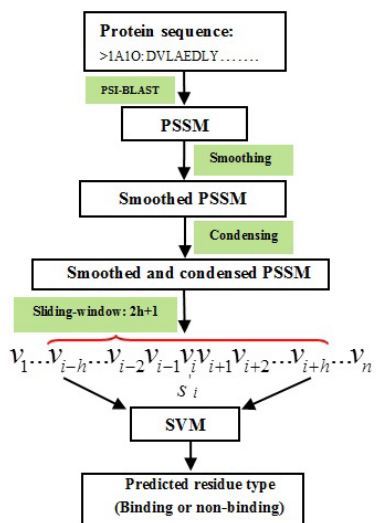 Protein sequence:
>1A1O: DVLAEDLY.......
PSI-BLAST
PSSM
Smoothing
Smoothed PSSM
Condensing
Smoothed and condensed PSSM
Sliding-window: 2h+1
v₁...vᵢ₋ₕ...vᵢ₋₂vᵢ₋₁vᵢvᵢ₊₁vᵢ₊₂...vᵢ₊ₕ...vₙ
s'ᵢ
SVM
Predicted residue type
(Binding or non-binding)